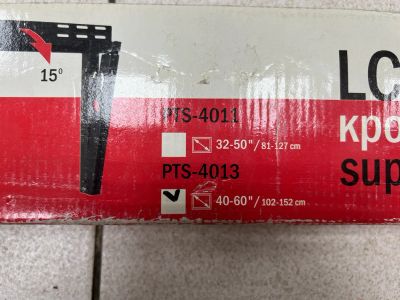 15°
LC
PTS-4011
32-50"/81-127 cm
кро
PTS-4013
sup
40-60"/102-152 cm